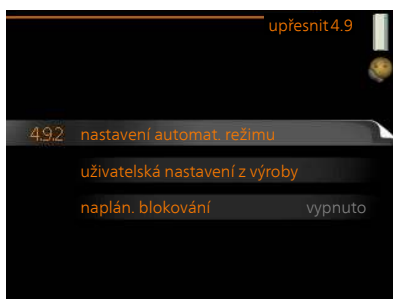 upřesnit 4.9
4.9.2 nastavení automat. režimu
uživatelská nastavení z výroby
naplán. blokování vypnuto